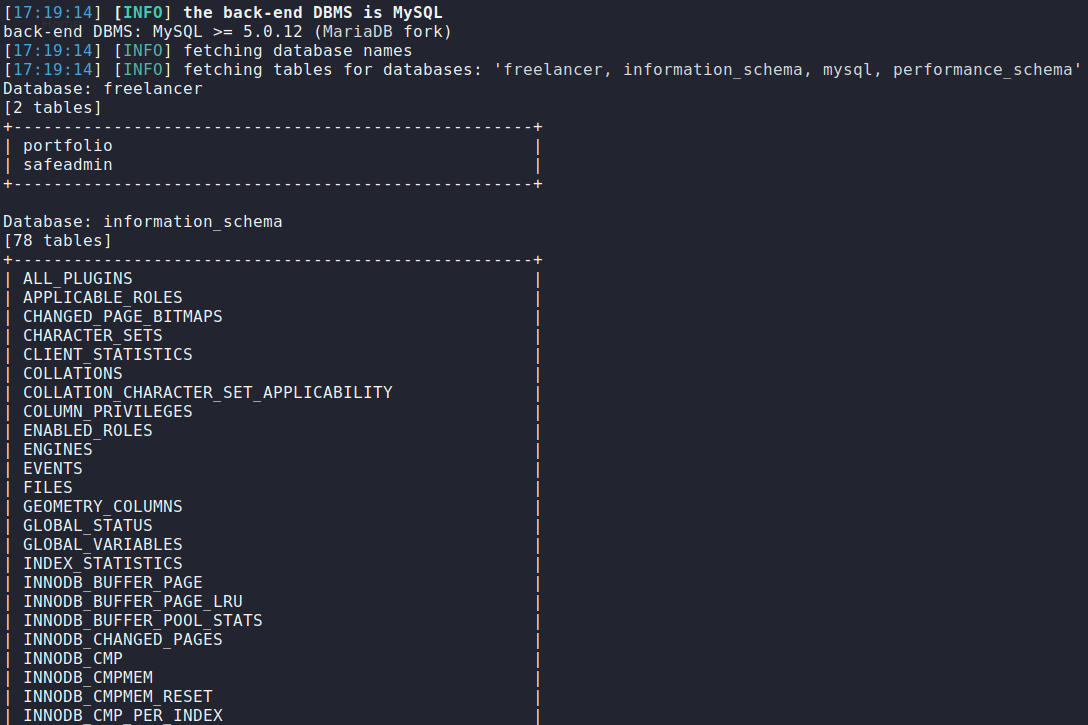 [17:19:14] [INFO] the back-end DBMS is MySQL
back-end DBMS: MySQL >= 5.0.12 (MariaDB fork)
[17:19:14] [INFO] fetching database names
[17:19:14] [INFO] fetching tables for databases: 'freelancer, information_schema, mysql, performance_schema'
Database: freelancer
[2 tables]
+----------------------------------------------------+
| portfolio                                          |
| safeadmin                                          |
+----------------------------------------------------+

Database: information_schema
[78 tables]
+----------------------------------------------------+
| ALL_PLUGINS                                        |
| APPLICABLE_ROLES                                   |
| CHANGED_PAGE_BITMAPS                               |
| CHARACTER_SETS                                     |
| CLIENT_STATISTICS                                  |
| COLLATIONS                                         |
| COLLATION_CHARACTER_SET_APPLICABILITY              |
| COLUMN_PRIVILEGES                                  |
| ENABLED_ROLES                                      |
| ENGINES                                            |
| EVENTS                                             |
| FILES                                              |
| GEOMETRY_COLUMNS                                   |
| GLOBAL_STATUS                                      |
| GLOBAL_VARIABLES                                   |
| INDEX_STATISTICS                                   |
| INNODB_BUFFER_PAGE                                 |
| INNODB_BUFFER_PAGE_LRU                             |
| INNODB_BUFFER_POOL_STATS                           |
| INNODB_CHANGED_PAGES                               |
| INNODB_CMP                                         |
| INNODB_CMPMEM                                      |
| INNODB_CMPMEM_RESET                                |
| INNODB_CMP_PER_INDEX                               |